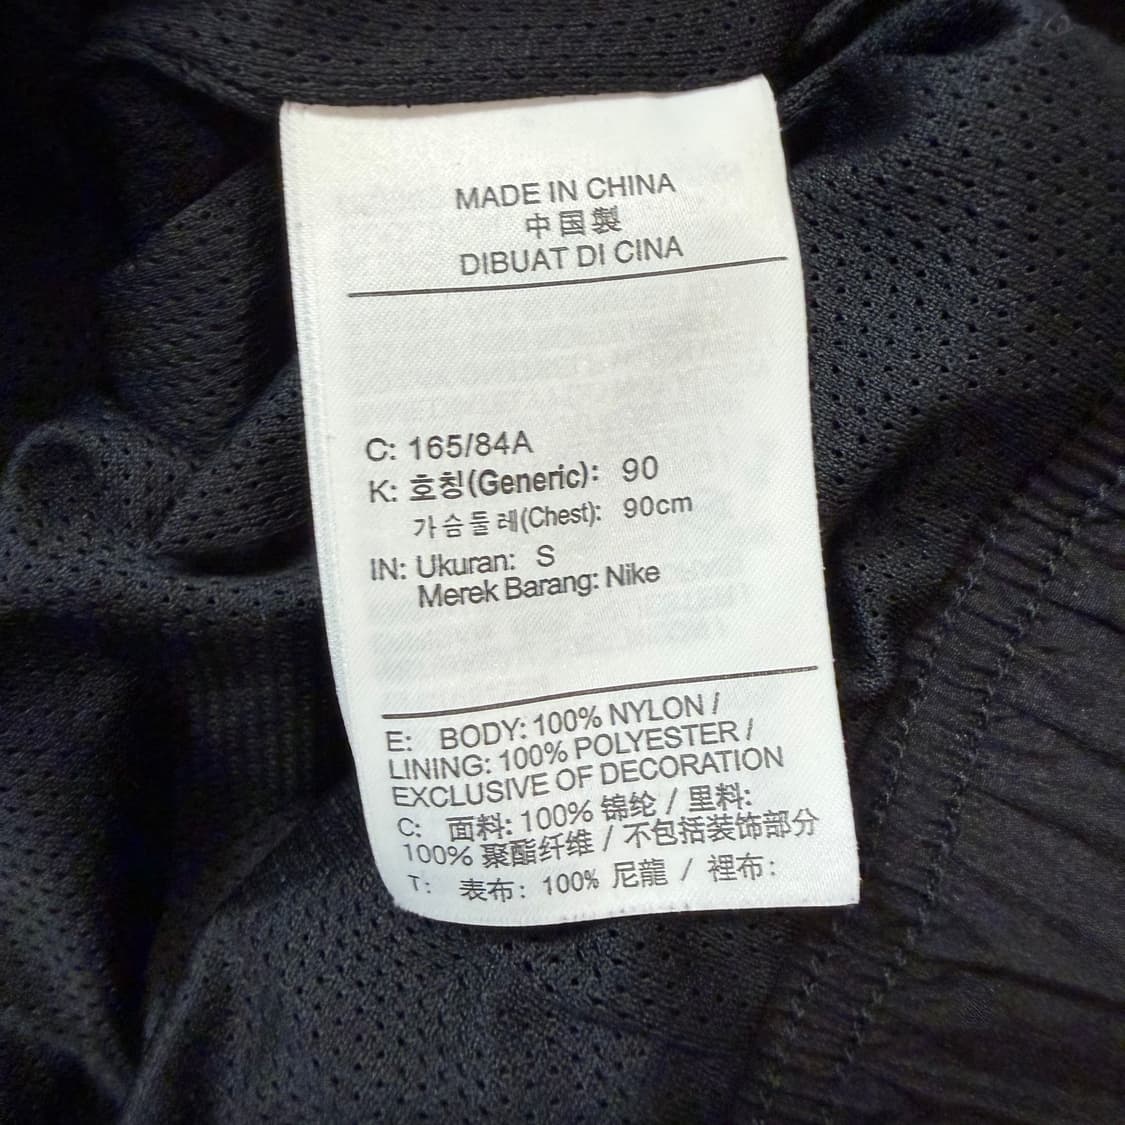 MADE IN CHINA
中国製
DIBUAT DI CINA
C: 165/84A
K: 호칭(Generic): 90
가슴둘레(Chest): 90cm
IN: Ukuran: S
Merek Barang: Nike
E: BODY: 100% NYLON /
LINING: 100% POLYESTER /
EXCLUSIVE OF DECORATION
C: 面料: 100% 锦纶 / 里料:
100% 聚酯纤维 / 不包括装饰部分
T: 表布: 100% 尼龍 / 裡布: